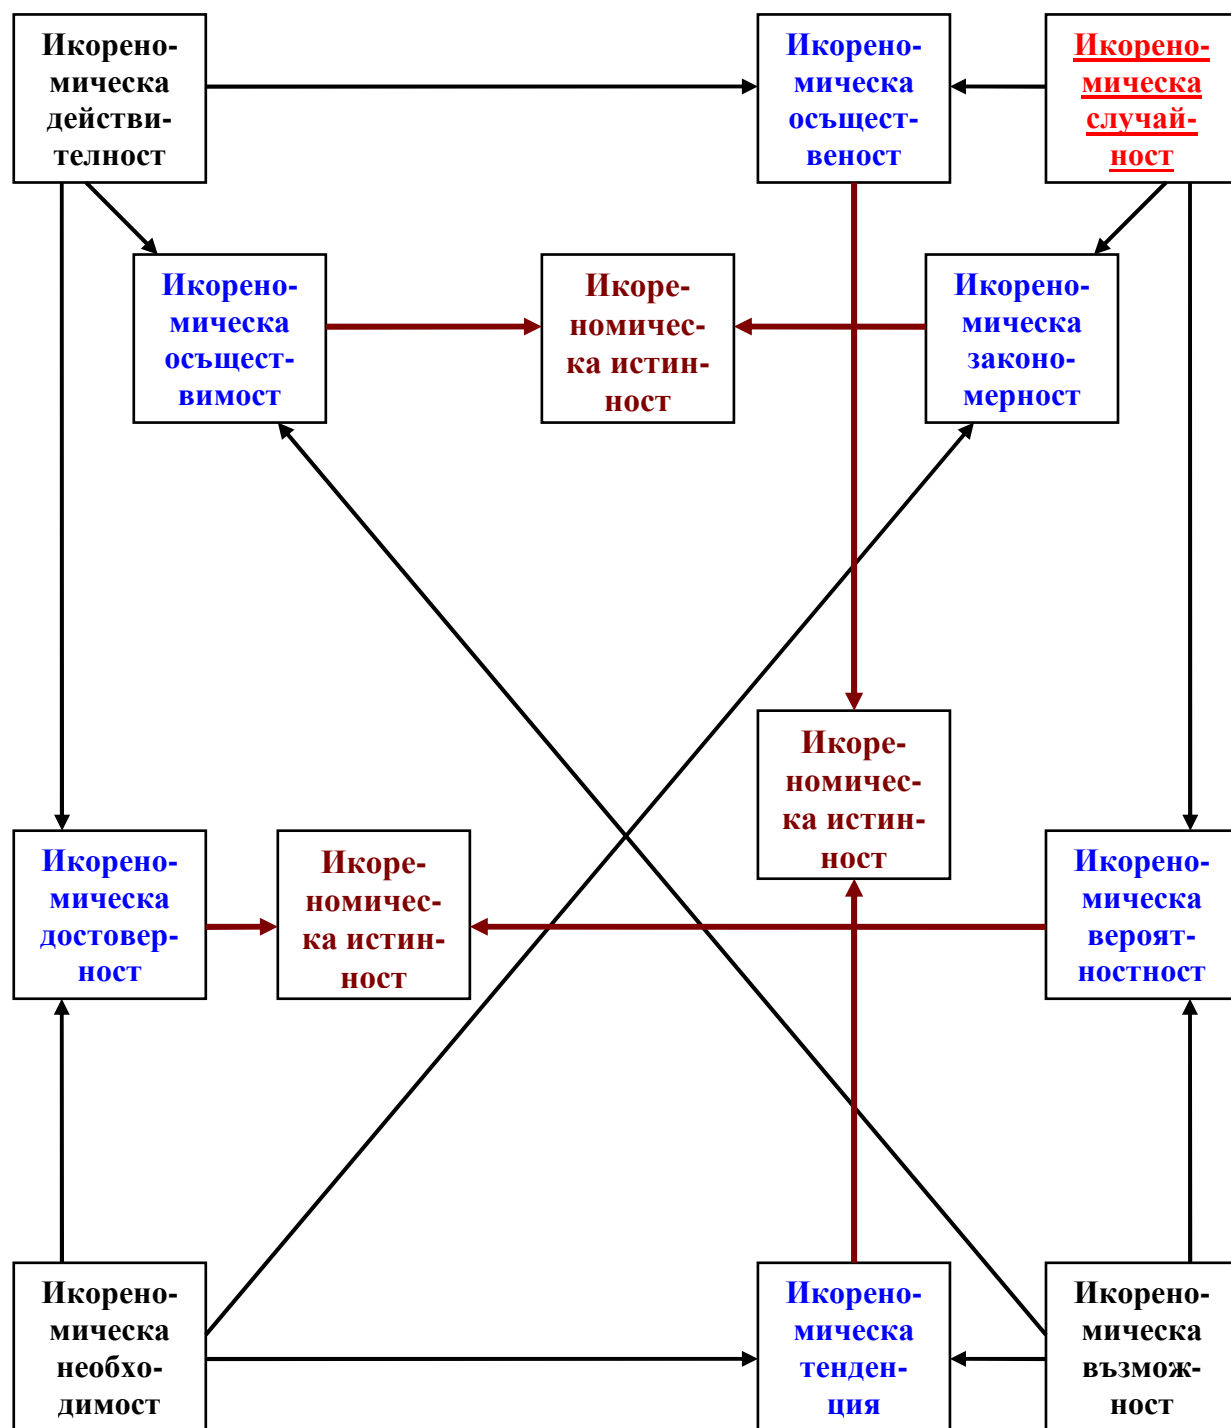 Икорено-
мическа
действи-
телност
Икорено-
мическа
осъщест-
веност
Икорено-
мическа
случай-
ност
Икорено-
мическа
осъщест-
вимост
Икоре-
номичес-
ка истин-
ност
Икорено-
мическа
законо-
мерност
Икоре-
номичес-
ка истин-
ност
Икорено-
мическа
достовер-
ност
Икоре-
номичес-
ка истин-
ност
Икорено-
мическа
вероят-
ностност
Икорено-
мическа
необхо-
димост
Икорено-
мическа
тенден-
ция
Икорено-
мическа
възмож-
ност